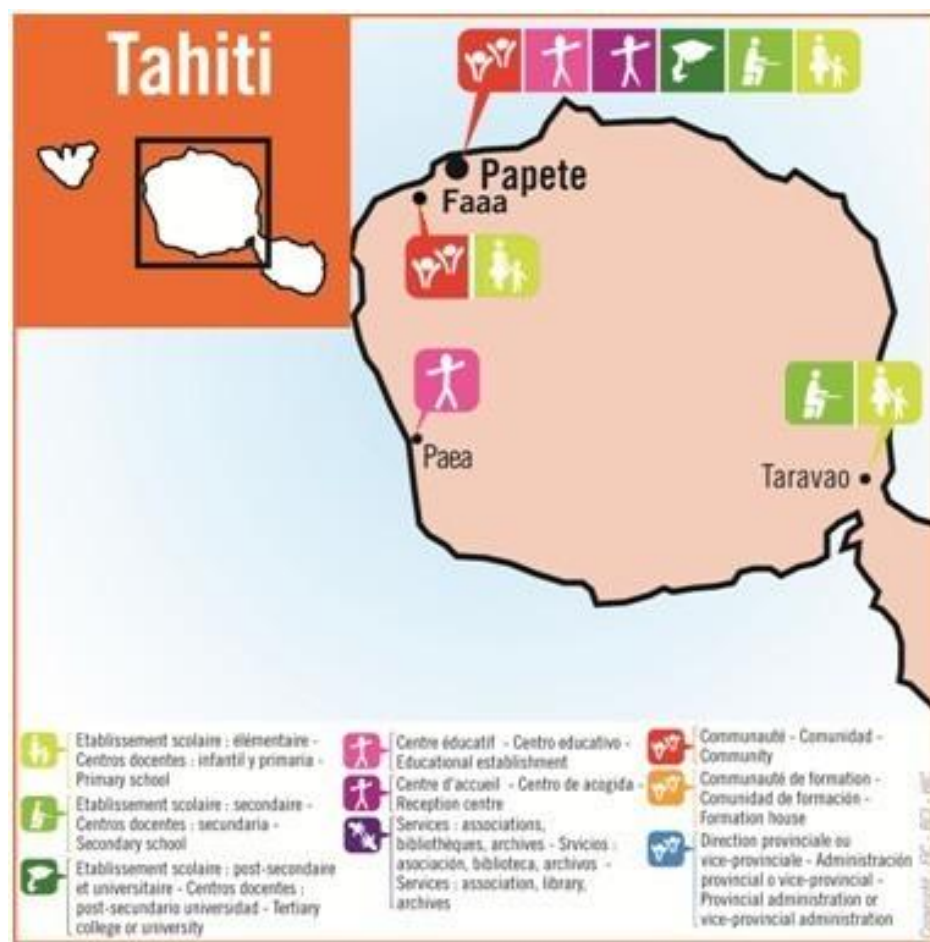 Tahiti
Papete
Faaa
Paea
Taravao
Etablissement scolaire : élémentaire -
Centros docentes : infantil y primaria -
Primary school
Etablissement scolaire : secondaire -
Centros docentes : secundaria -
Secondary school
Etablissement scolaire : post-secondaire
et universitaire - Centros docentes :
post-secundario universidad - Tertiary
college or university
Centre éducatif - Centro educativo -
Educational establishment
Centre d'accueil - Centro de acogida -
Reception centre
Services : associations,
bibliothèques, archives - Srvicios :
asociación, biblioteca, archivos -
Services : association, library,
archives
Communauté - Comunidad -
Community
Communauté de formation -
Comunidad de formación -
Formation house
Direction provinciale ou
vice-provinciale - Administración
provincial o vice-provincial -
Provincial administration or
vice-provincial administration